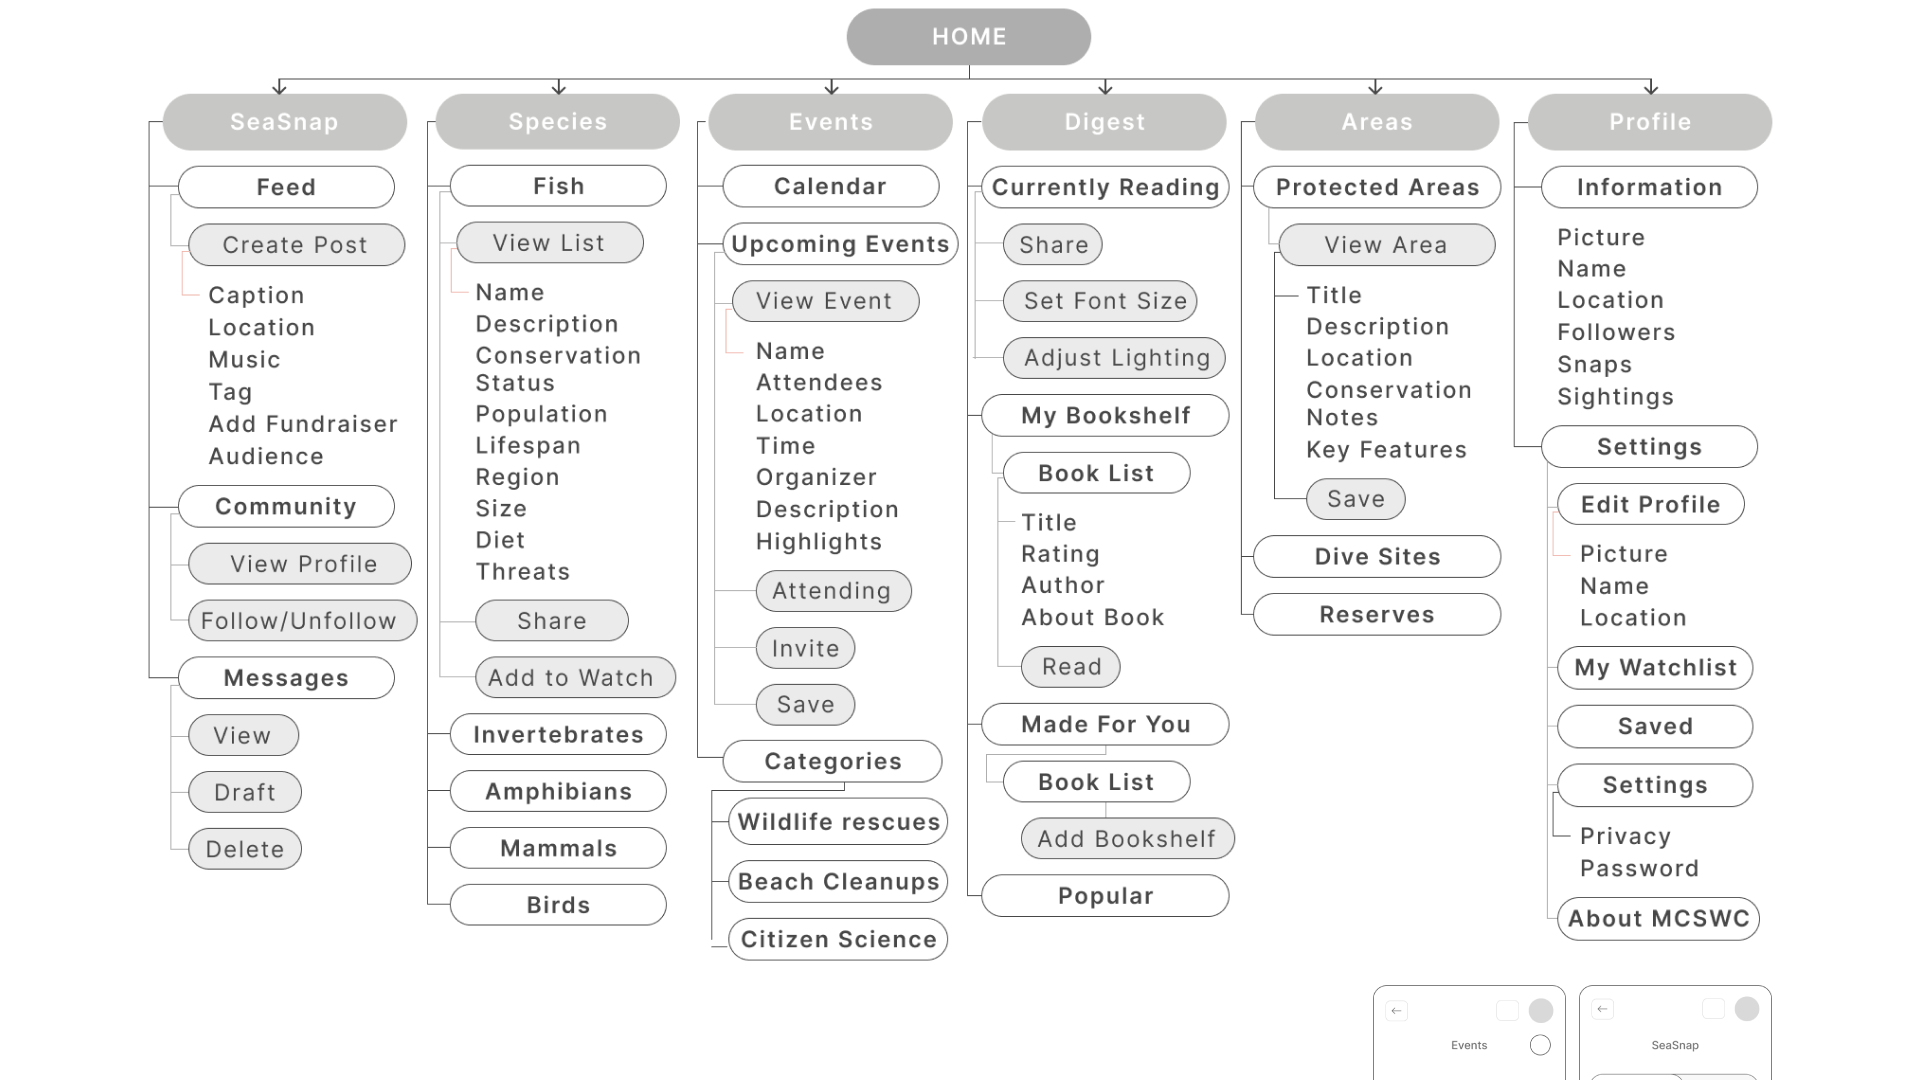 HOME
SeaSnap
Feed
Create Post
Caption
Location
Music
Tag
Add Fundraiser
Audience
Community
View Profile
Follow/Unfollow
Messages
View
Draft
Delete
Species
Fish
View List
Name
Description
Conservation
Status
Population
Lifespan
Region
Size
Diet
Threats
Share
Add to Watch
Invertebrates
Amphibians
Mammals
Birds
Events
Calendar
Upcoming Events
View Event
Name
Attendees
Location
Time
Organizer
Description
Highlights
Attending
Invite
Save
Categories
Wildlife rescues
Beach Cleanups
Citizen Science
Digest
Currently Reading
Share
Set Font Size
Adjust Lighting
My Bookshelf
Book List
Title
Rating
Author
About Book
Read
Made For You
Book List
Add Bookshelf
Popular
Areas
Protected Areas
View Area
Title
Description
Location
Conservation
Notes
Key Features
Save
Dive Sites
Reserves
Profile
Information
Picture
Name
Location
Followers
Snaps
Sightings
Settings
Edit Profile
Picture
Name
Location
My Watchlist
Saved
Settings
Privacy
Password
About MCSWC
Events
SeaSnap